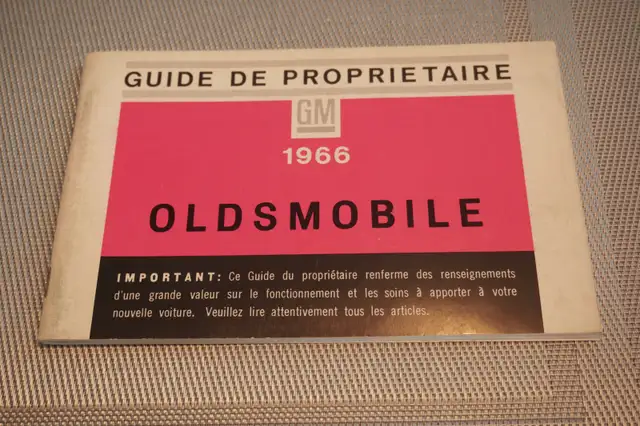 GUIDE DE PROPRIETAIRE
GM
1966
OLDSMOBILE
IMPORTANT: Ce Guide du propriétaire renferme des renseignements
d'une grande valeur sur le fonctionnement et les soins à apporter à votre
nouvelle voiture. Veuillez lire attentivement tous les articles.